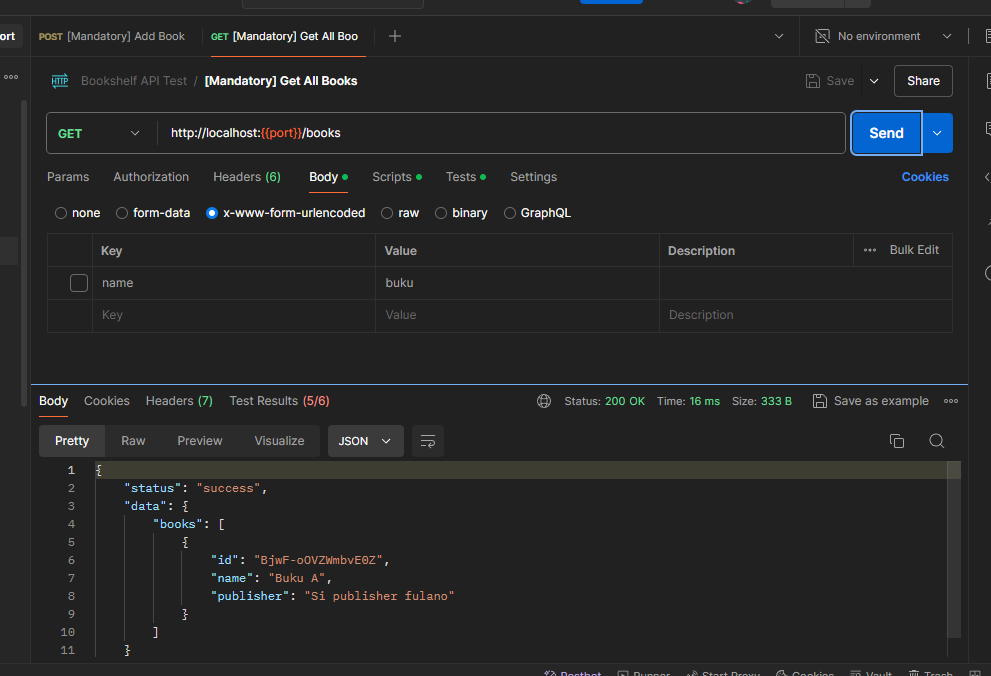 ort POST [Mandatory] Add Book GET [Mandatory] Get All Boo No environment
HTTP Bookshelf API Test / [Mandatory] Get All Books Save Share
GET http://localhost:{{port}}/books Send
Params Authorization Headers (6) Body Scripts Tests Settings Cookies
none form-data x-www-form-urlencoded raw binary GraphQL
Key Value Description Bulk Edit
name buku
Key Value Description
Body Cookies Headers (7) Test Results (5/6) Status: 200 OK Time: 16 ms Size: 333 B Save as example
Pretty Raw Preview Visualize JSON
1 {
2 "status": "success",
3 "data": {
4 "books": [
5 {
6 "id": "BjwF-oOVZWmbvE0Z",
7 "name": "Buku A",
8 "publisher": "Si publisher fulano"
9 }
10 ]
11 }
Postbot Runner Start Proxy Cookies Vault Trash